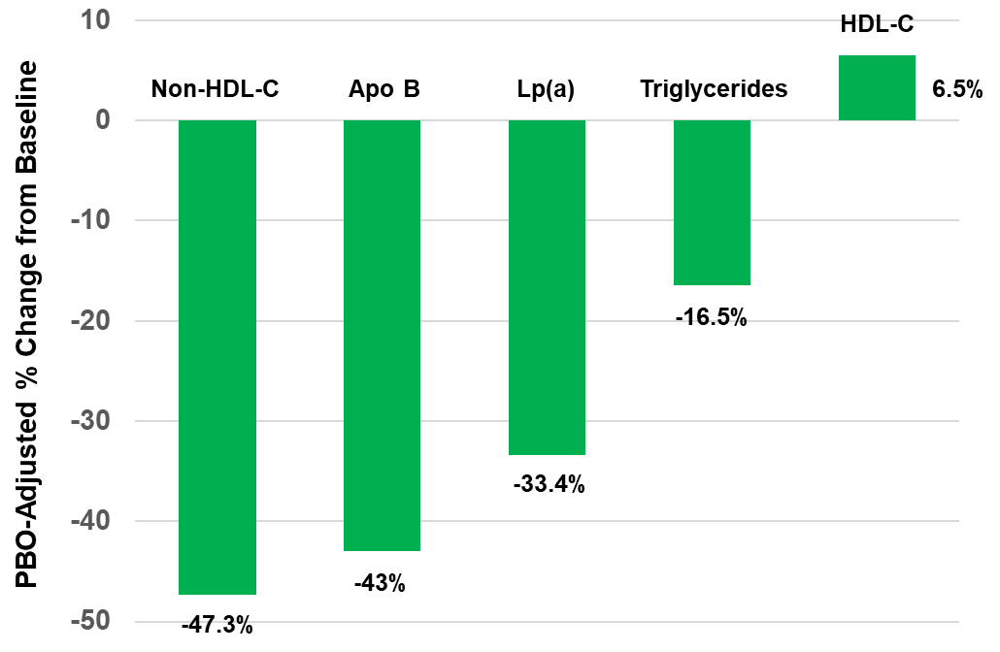 PBO-Adjusted % Change from Baseline
10
0
-10
-20
-30
-40
-50
Non-HDL-C
Apo B
Lp(a)
Triglycerides
HDL-C
-47.3%
-43%
-33.4%
-16.5%
6.5%